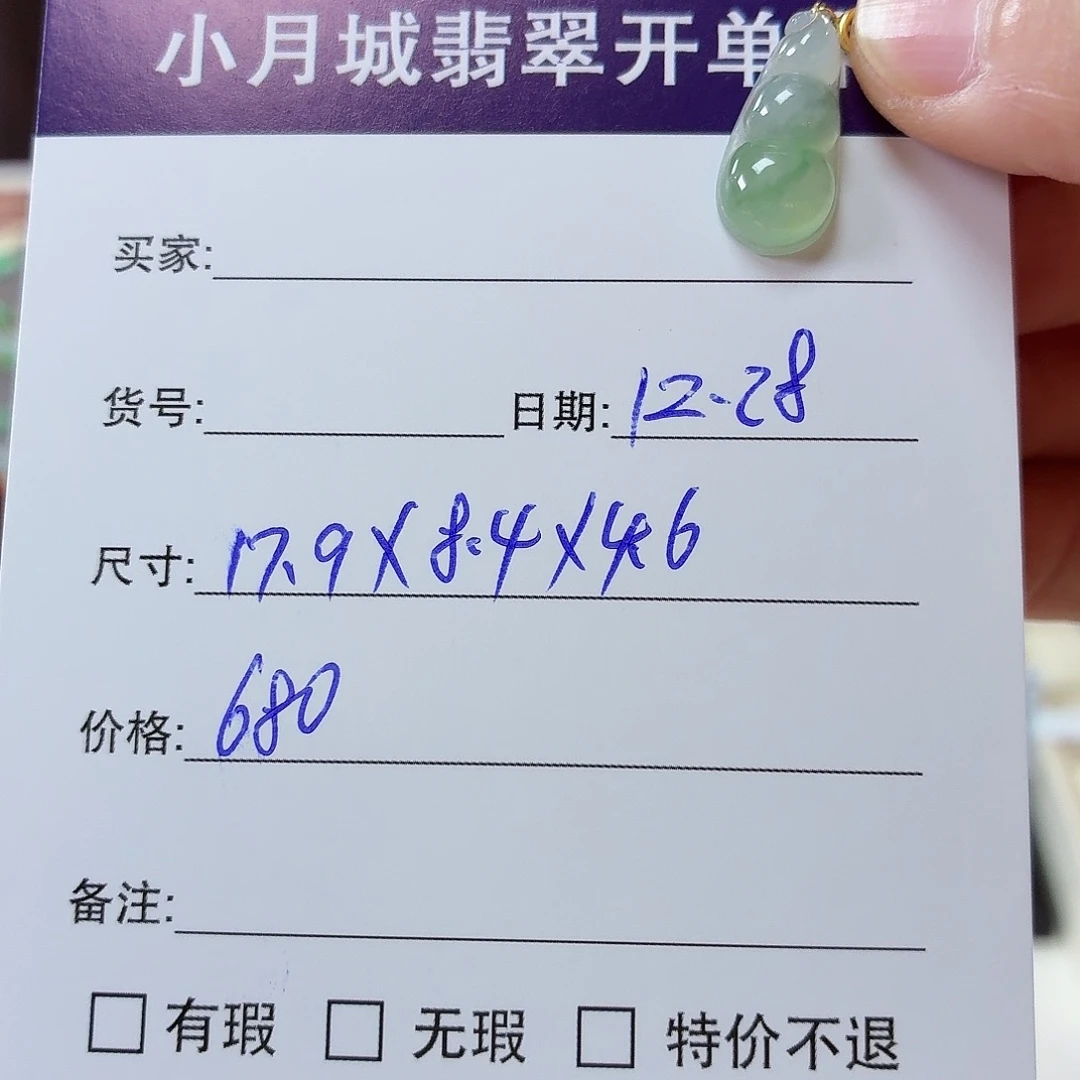 小月城翡翠开单
买家:
货号: 日期: 12.28
尺寸: 17.9X8.4X4.6
价格: 680
备注:
□有瑕 □无瑕 □特价不退